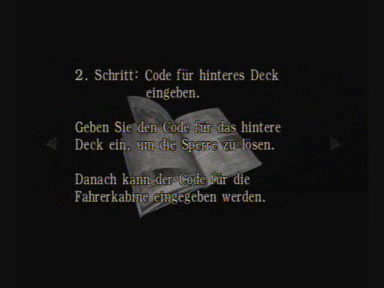 2. Schritt: Code für hinteres Deck
eingeben.
Geben Sie den Code für das hintere
Deck ein, um die Sperre zu lösen.
Danach kann der Code für die
Fahrerkabine eingegeben werden.